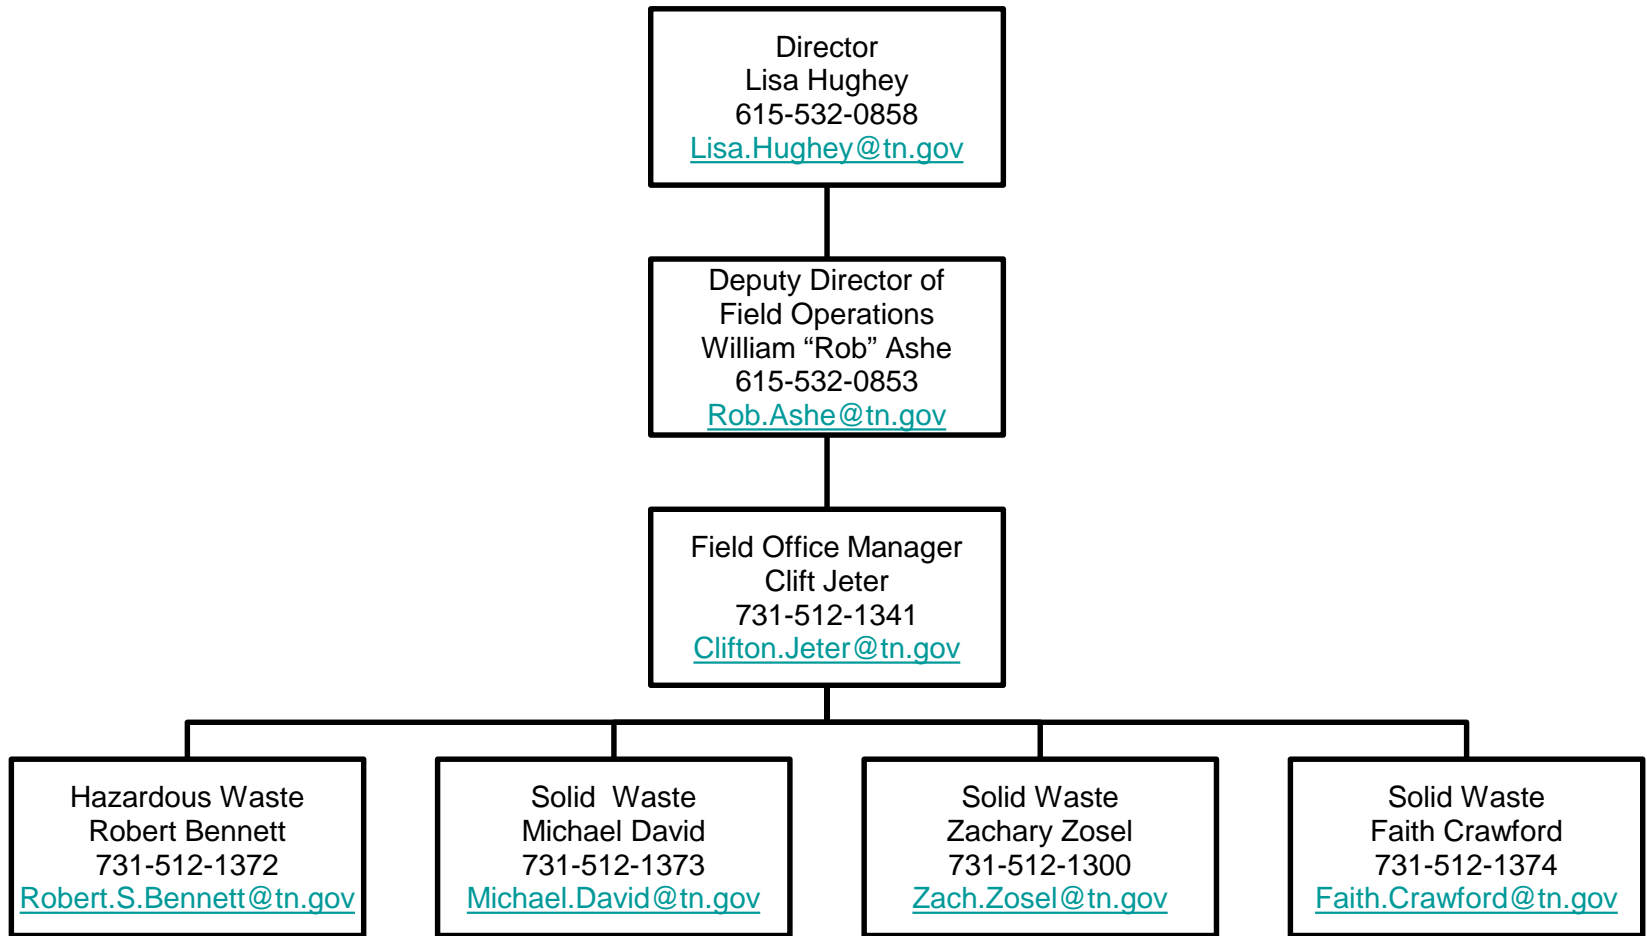 Director
Lisa Hughey
615-532-0858
Lisa.Hughey@tn.gov
Deputy Director of
Field Operations
William “Rob” Ashe
615-532-0853
Rob.Ashe@tn.gov
Field Office Manager
Clift Jeter
731-512-1341
Clifton.Jeter@tn.gov
Hazardous Waste
Robert Bennett
731-512-1372
Robert.S.Bennett@tn.gov
Solid  Waste
Michael David
731-512-1373
Michael.David@tn.gov
Solid Waste
Zachary Zosel
731-512-1300
Zach.Zosel@tn.gov
Solid Waste
Faith Crawford
731-512-1374
Faith.Crawford@tn.gov